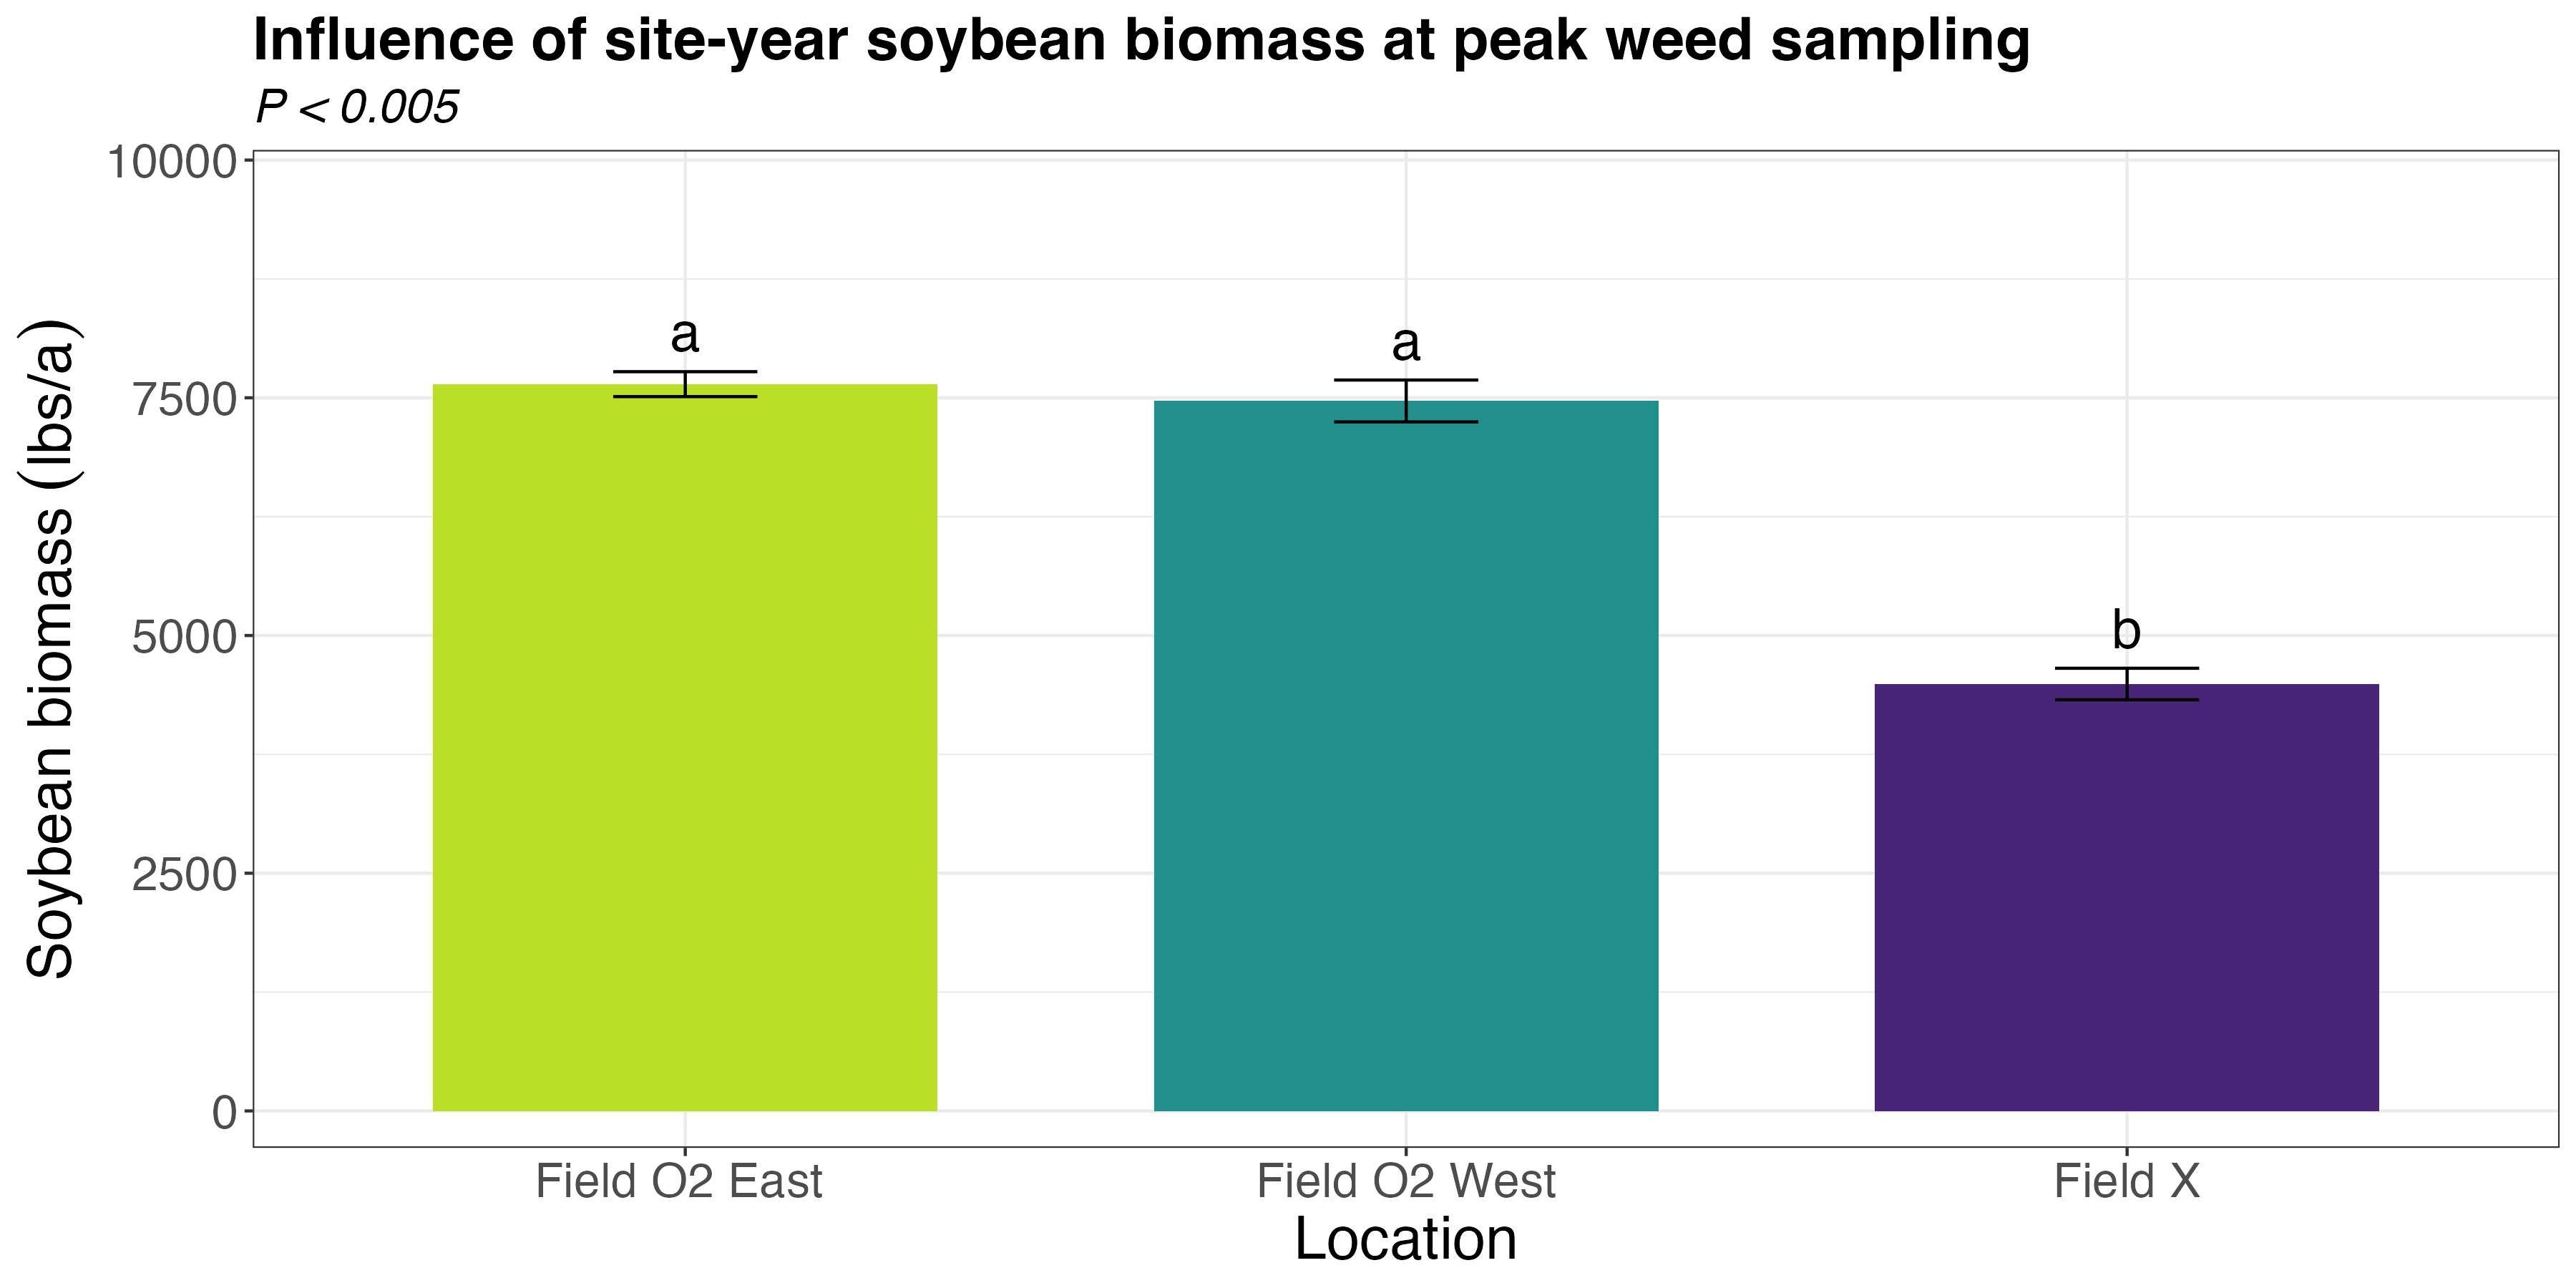 Influence of site-year soybean biomass at peak weed sampling
P < 0.005
Soybean biomass (lbs/a)
10000
7500
5000
2500
0
a
a
b
Field O2 East
Field O2 West
Field X
Location